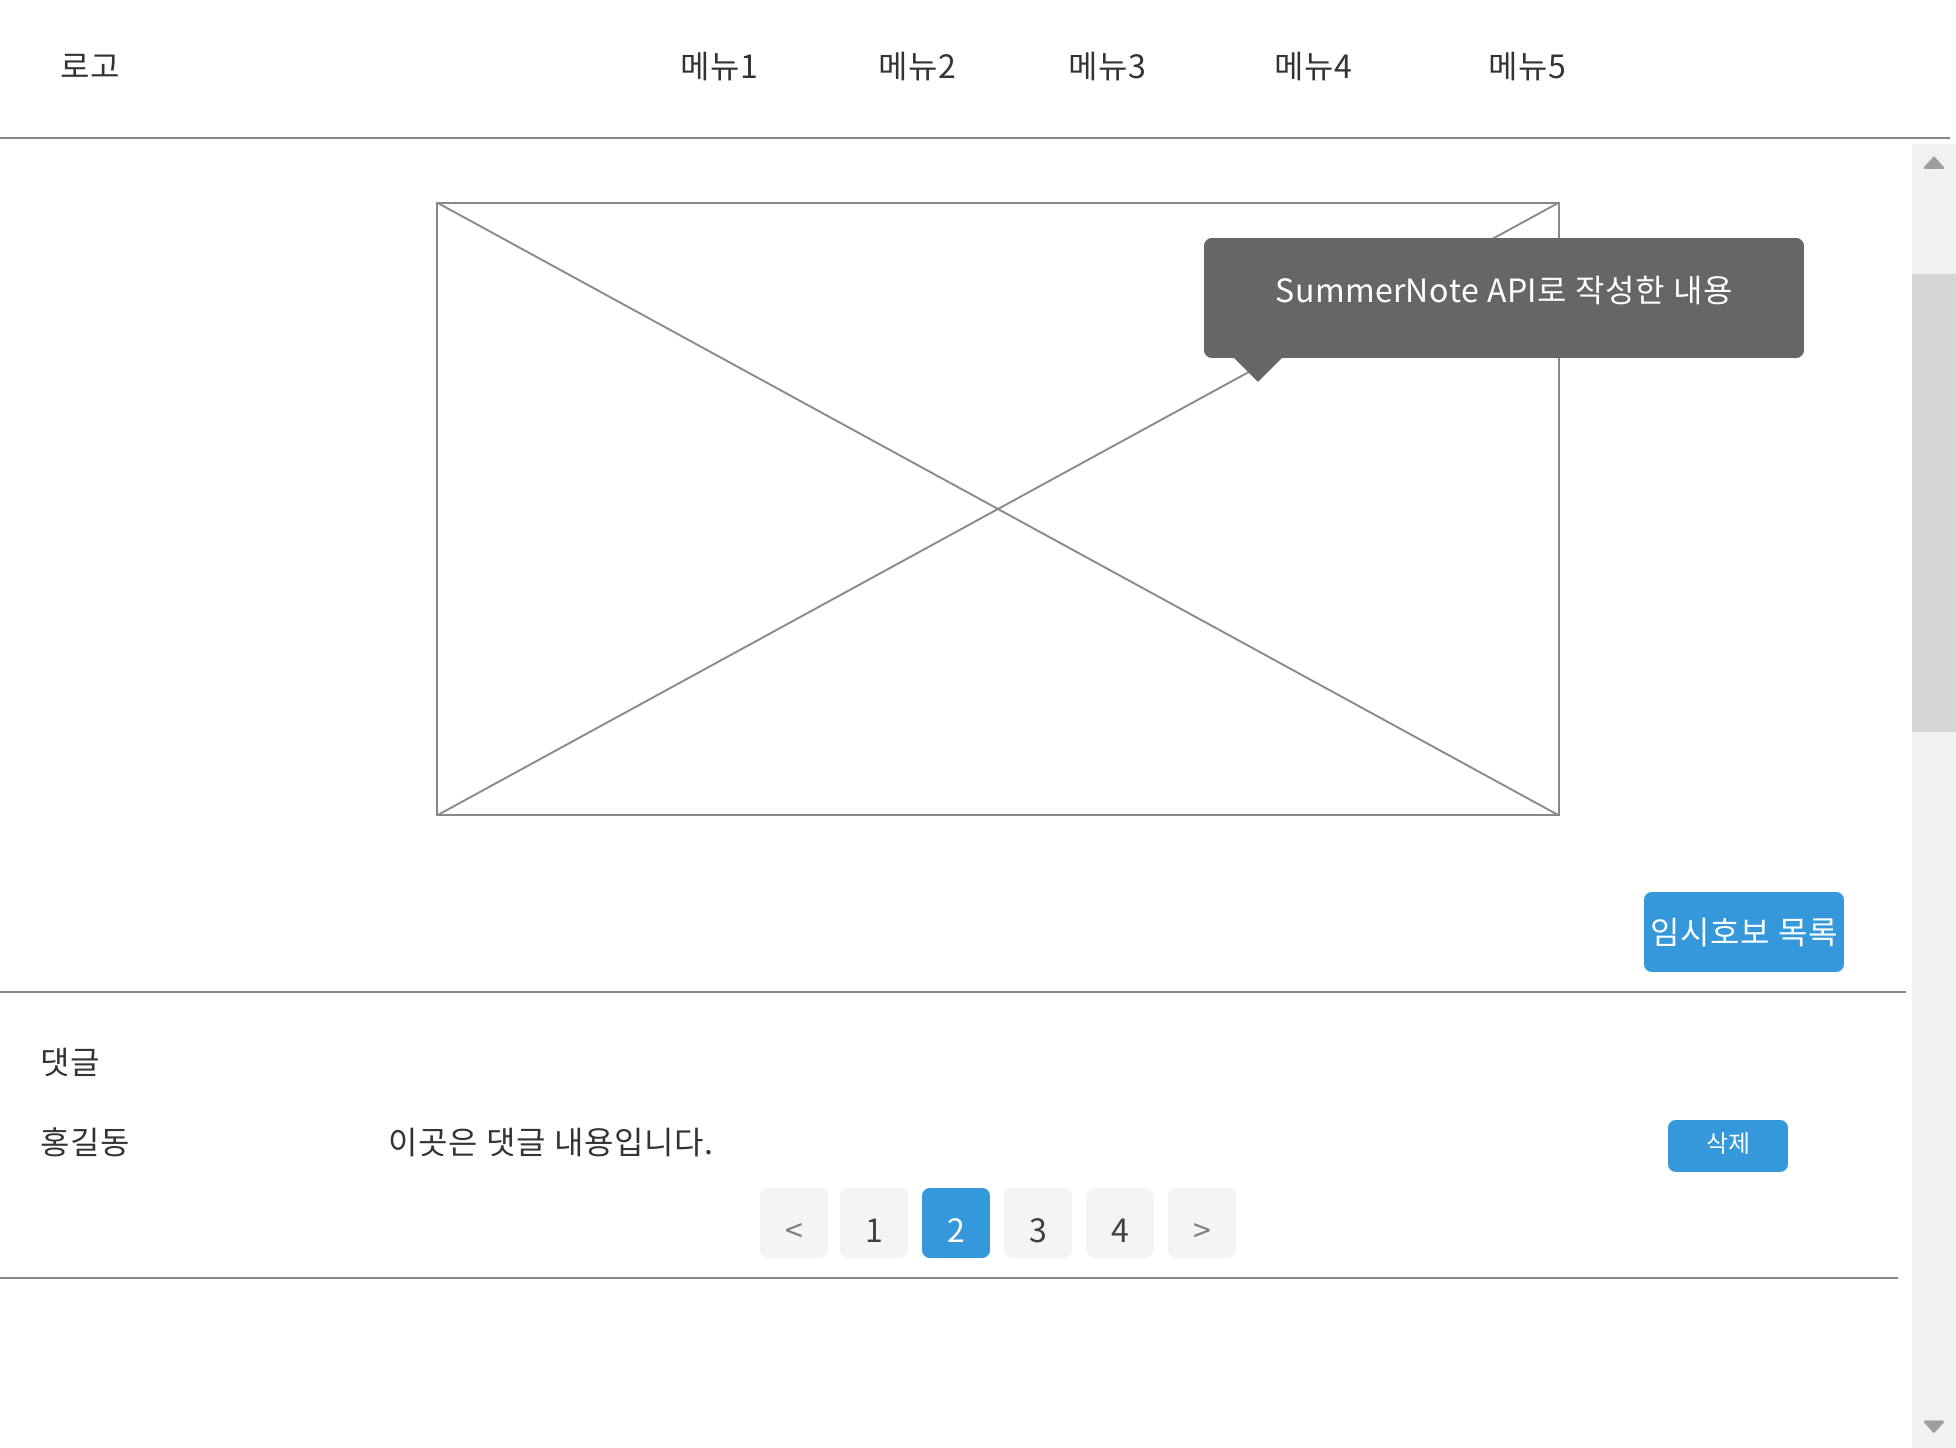 로고 메뉴1 메뉴2 메뉴3 메뉴4 메뉴5
SummerNote API로 작성한 내용
임시호보 목록
댓글
홍길동 이곳은 댓글 내용입니다. 삭제
< 1 2 3 4 >